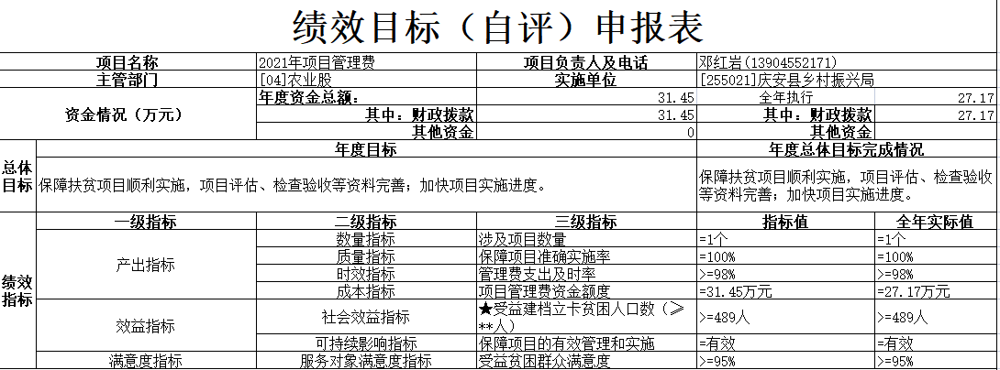 绩效目标（自评）申报表
项目名称 2021年项目管理费 项目负责人及电话 邓红岩(13904552171)
主管部门 [04]农业股 实施单位 [255021]庆安县乡村振兴局
资金情况（万元） 年度资金总额： 31.45 全年执行 27.17
其中：财政拨款 31.45 其中：财政拨款 27.17
其他资金 0 其他资金
总体目标 年度目标 年度总体目标完成情况
保障扶贫项目顺利实施，项目评估、检查验收等资料完善；加快项目实施进度。 保障扶贫项目顺利实施，项目评估、检查验收
等资料完善；加快项目实施进度。
绩效指标 一级指标 二级指标 三级指标 指标值 全年实际值
产出指标 数量指标 涉及项目数量 =1个 =1个
质量指标 保障项目准确实施率 =100% =100%
时效指标 管理费支出及时率 >=98% >=98%
成本指标 项目管理费资金额度 =31.45万元 =27.17万元
效益指标 社会效益指标 ★受益建档立卡贫困人口数（≥
**人） >=489人 >=489人
可持续影响指标 保障项目的有效管理和实施 =有效 =有效
满意度指标 服务对象满意度指标 受益贫困群众满意度 >=95% >=95%